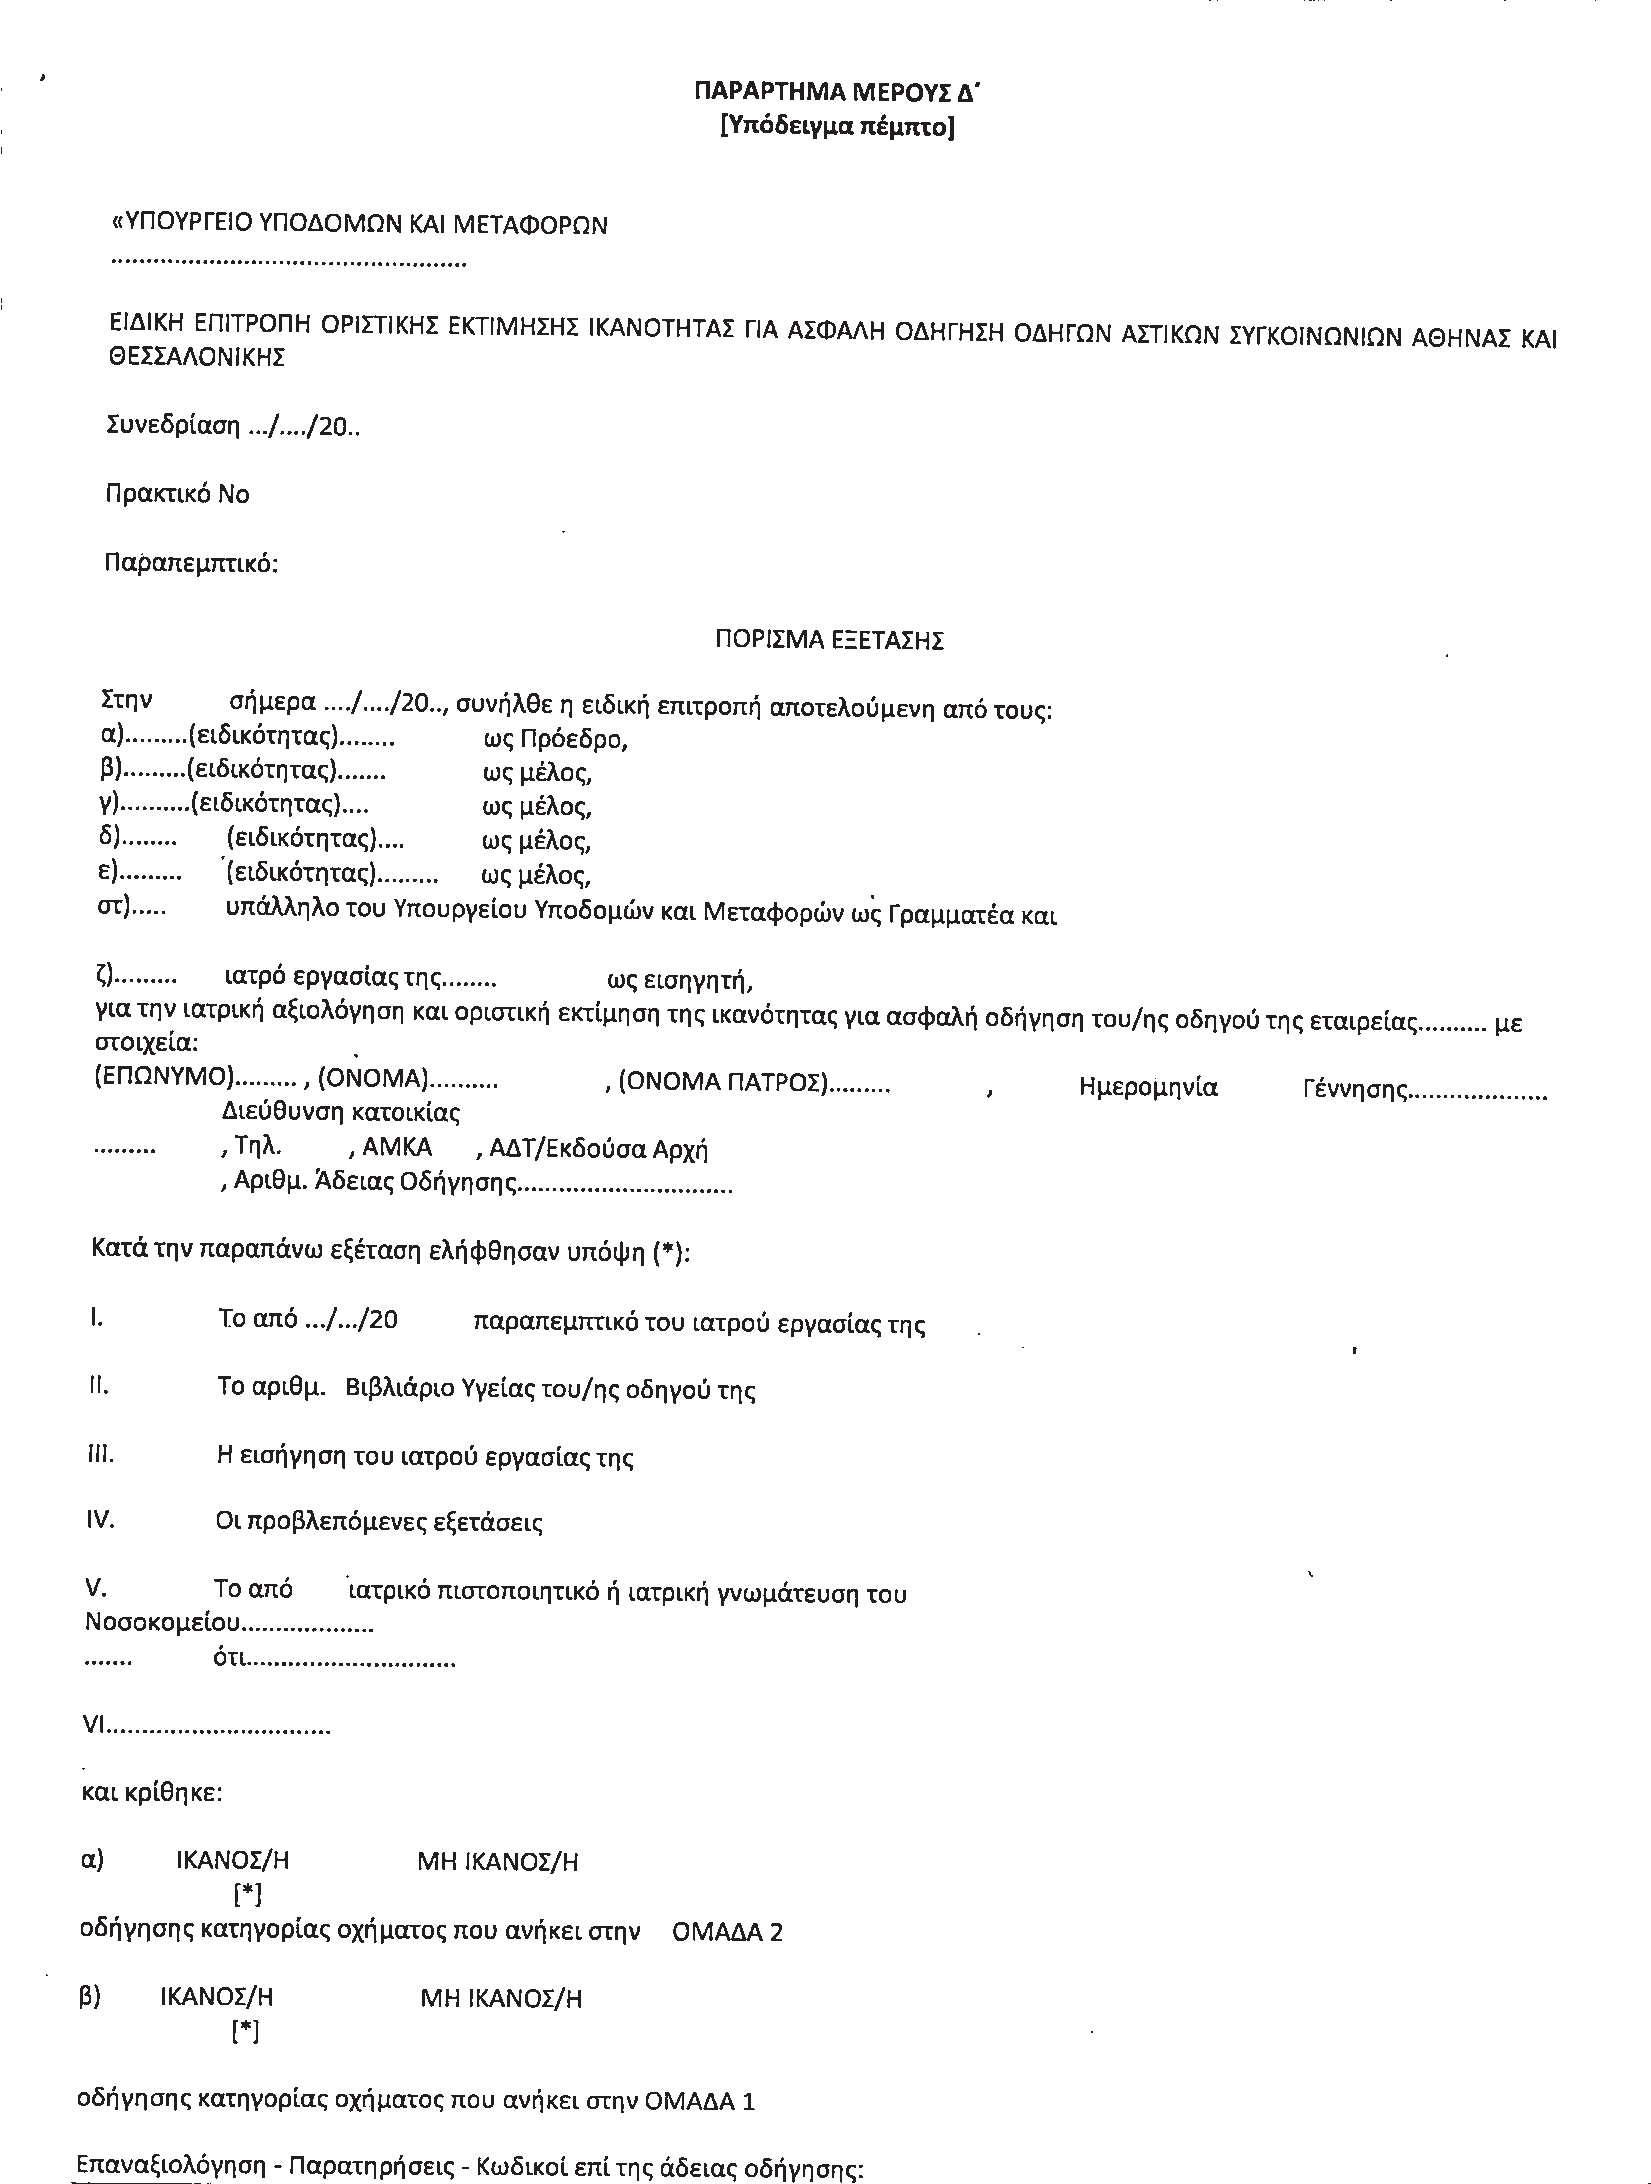 ΠΑΡΑΡΤΗΜΑ ΜΕΡΟΥΣ Δ΄
[Υπόδειγμα πέμπτο]
«ΥΠΟΥΡΓΕΙΟ ΥΠΟΔΟΜΩΝ ΚΑΙ ΜΕΤΑΦΟΡΩΝ
...................................................
ΕΙΔΙΚΗ ΕΠΙΤΡΟΠΗ ΟΡΙΣΤΙΚΗΣ ΕΚΤΙΜΗΣΗΣ ΙΚΑΝΟΤΗΤΑΣ ΓΙΑ ΑΣΦΑΛΗ ΟΔΗΓΗΣΗ ΟΔΗΓΩΝ ΑΣΤΙΚΩΝ ΣΥΓΚΟΙΝΩΝΙΩΝ ΑΘΗΝΑΣ ΚΑΙ
ΘΕΣΣΑΛΟΝΙΚΗΣ
Συνεδρίαση .../..../20..
Πρακτικό Νο
Παραπεμπτικό:
ΠΟΡΙΣΜΑ ΕΞΕΤΑΣΗΣ
Στην σήμερα ..../..../20.., συνήλθε η ειδική επιτροπή αποτελούμενη από τους:
α).........(ειδικότητας)........ ως Πρόεδρο,
β).........(ειδικότητας)....... ως μέλος,
γ)..........(ειδικότητας).... ως μέλος,
δ)........ (ειδικότητας).... ως μέλος,
ε)......... (ειδικότητας)......... ως μέλος,
στ)..... υπάλληλο του Υπουργείου Υποδομών και Μεταφορών ως Γραμματέα και
ζ)......... ιατρό εργασίας της........ ως εισηγητή,
για την ιατρική αξιολόγηση και οριστική εκτίμηση της ικανότητας για ασφαλή οδήγηση του/ης οδηγού της εταιρείας.......... με
στοιχεία:
(ΕΠΩΝΥΜΟ)......... , (ΟΝΟΜΑ).......... , (ΟΝΟΜΑ ΠΑΤΡΟΣ)......... , Ημερομηνία Γέννησης....................
Διεύθυνση κατοικίας
......... , Τηλ. , ΑΜΚΑ , ΑΔΤ/Εκδούσα Αρχή
, Αριθμ. Άδειας Οδήγησης...............................
Κατά την παραπάνω εξέταση ελήφθησαν υπόψη (*):
I. Το από .../.../20 παραπεμπτικό του ιατρού εργασίας της
II. Το αριθμ. Βιβλιάριο Υγείας του/ης οδηγού της
III. Η εισήγηση του ιατρού εργασίας της
IV. Οι προβλεπόμενες εξετάσεις
V. Το από ιατρικό πιστοποιητικό ή ιατρική γνωμάτευση του
Νοσοκομείου...................
....... ότι..............................
VI................................
και κρίθηκε:
α) ΙΚΑΝΟΣ/Η ΜΗ ΙΚΑΝΟΣ/Η
[*]
οδήγησης κατηγορίας οχήματος που ανήκει στην ΟΜΑΔΑ 2
β) ΙΚΑΝΟΣ/Η ΜΗ ΙΚΑΝΟΣ/Η
[*]
οδήγησης κατηγορίας οχήματος που ανήκει στην ΟΜΑΔΑ 1
Επαναξιολόγηση - Παρατηρήσεις - Κωδικοί επί της άδειας οδήγησης: